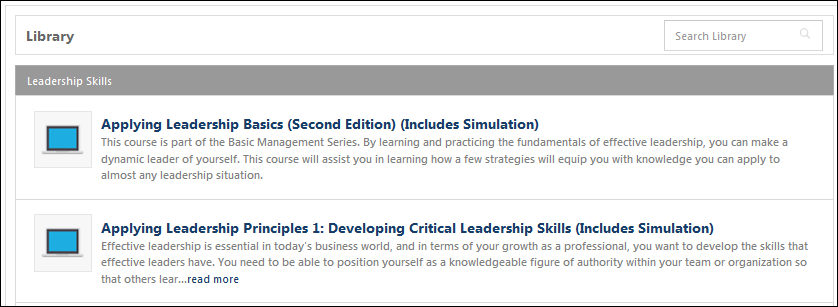 Library
Search Library
Leadership Skills
Applying Leadership Basics (Second Edition) (Includes Simulation)
This course is part of the Basic Management Series. By learning and practicing the fundamentals of effective leadership, you can make a
dynamic leader of yourself. This course will assist you in learning how a few strategies will equip you with knowledge you can apply to
almost any leadership situation.
Applying Leadership Principles 1: Developing Critical Leadership Skills (Includes Simulation)
Effective leadership is essential in today's business world, and in terms of your growth as a professional, you want to develop the skills that
effective leaders have. You need to be able to position yourself as a knowledgeable figure of authority within your team or organization so
that others lear...read more